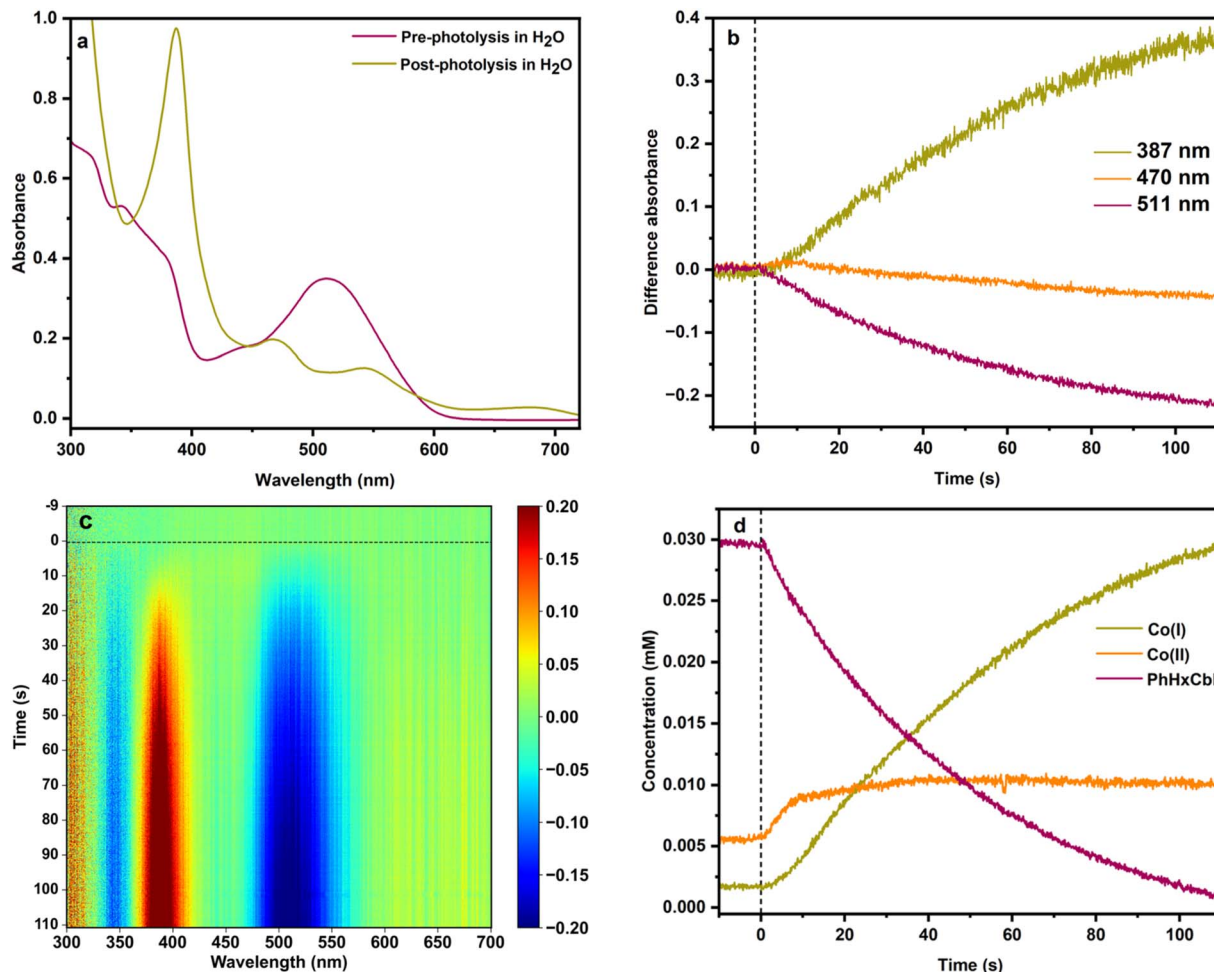 a
Pre-photolysis in H₂O
Post-photolysis in H₂O
1.0
0.8
0.6
0.4
0.2
0.0
Absorbance
300 400 500 600 700
Wavelength (nm)
b
387 nm
470 nm
511 nm
0.4
0.3
0.2
0.1
0.0
−0.1
−0.2
Difference absorbance
0 20 40 60 80 100
Time (s)
c
-9
0
10
20
30
40
50
60
70
80
90
100
110
Time (s)
300 350 400 450 500 550 600 650 700
Wavelength (nm)
0.20
0.15
0.10
0.05
0.00
−0.05
−0.10
−0.15
−0.20
d
Co(I)
Co(II)
PhHxCbl
0.030
0.025
0.020
0.015
0.010
0.005
0.000
Concentration (mM)
0 20 40 60 80 100
Time (s)